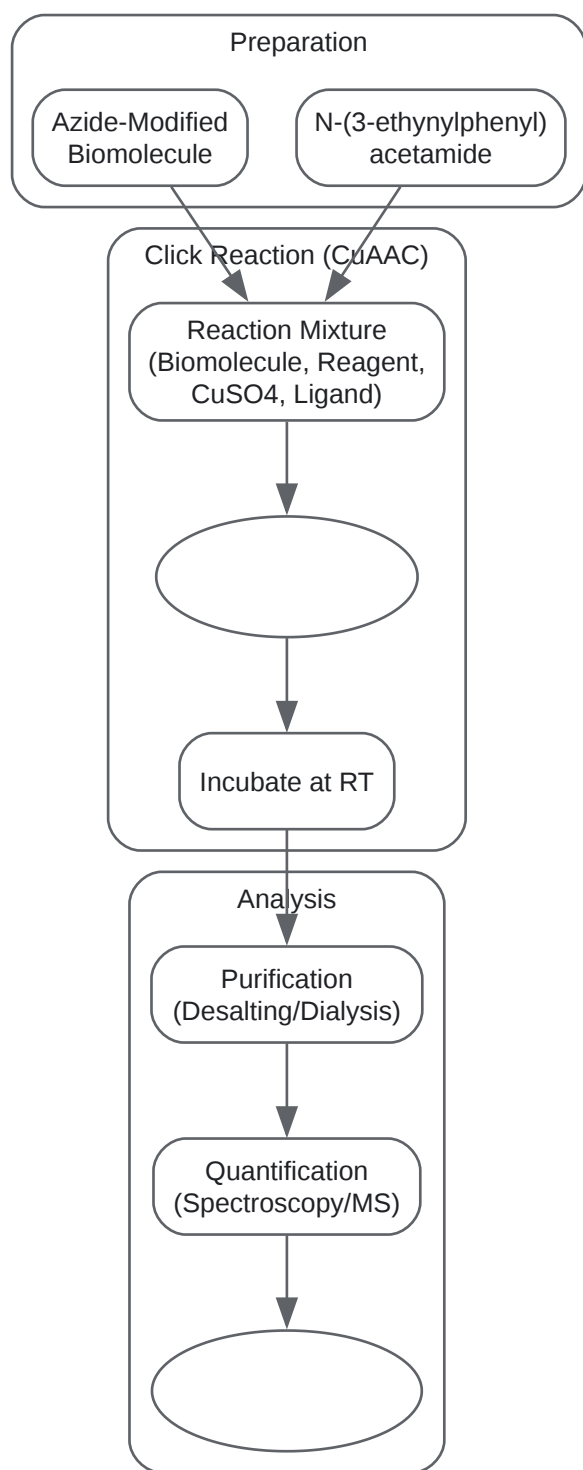 Preparation
Azide-Modified
Biomolecule
N-(3-ethynylphenyl)
acetamide
Click Reaction (CuAAC)
Reaction Mixture
(Biomolecule, Reagent,
CuSO4, Ligand)
Incubate at RT
Analysis
Purification
(Desalting/Dialysis)
Quantification
(Spectroscopy/MS)